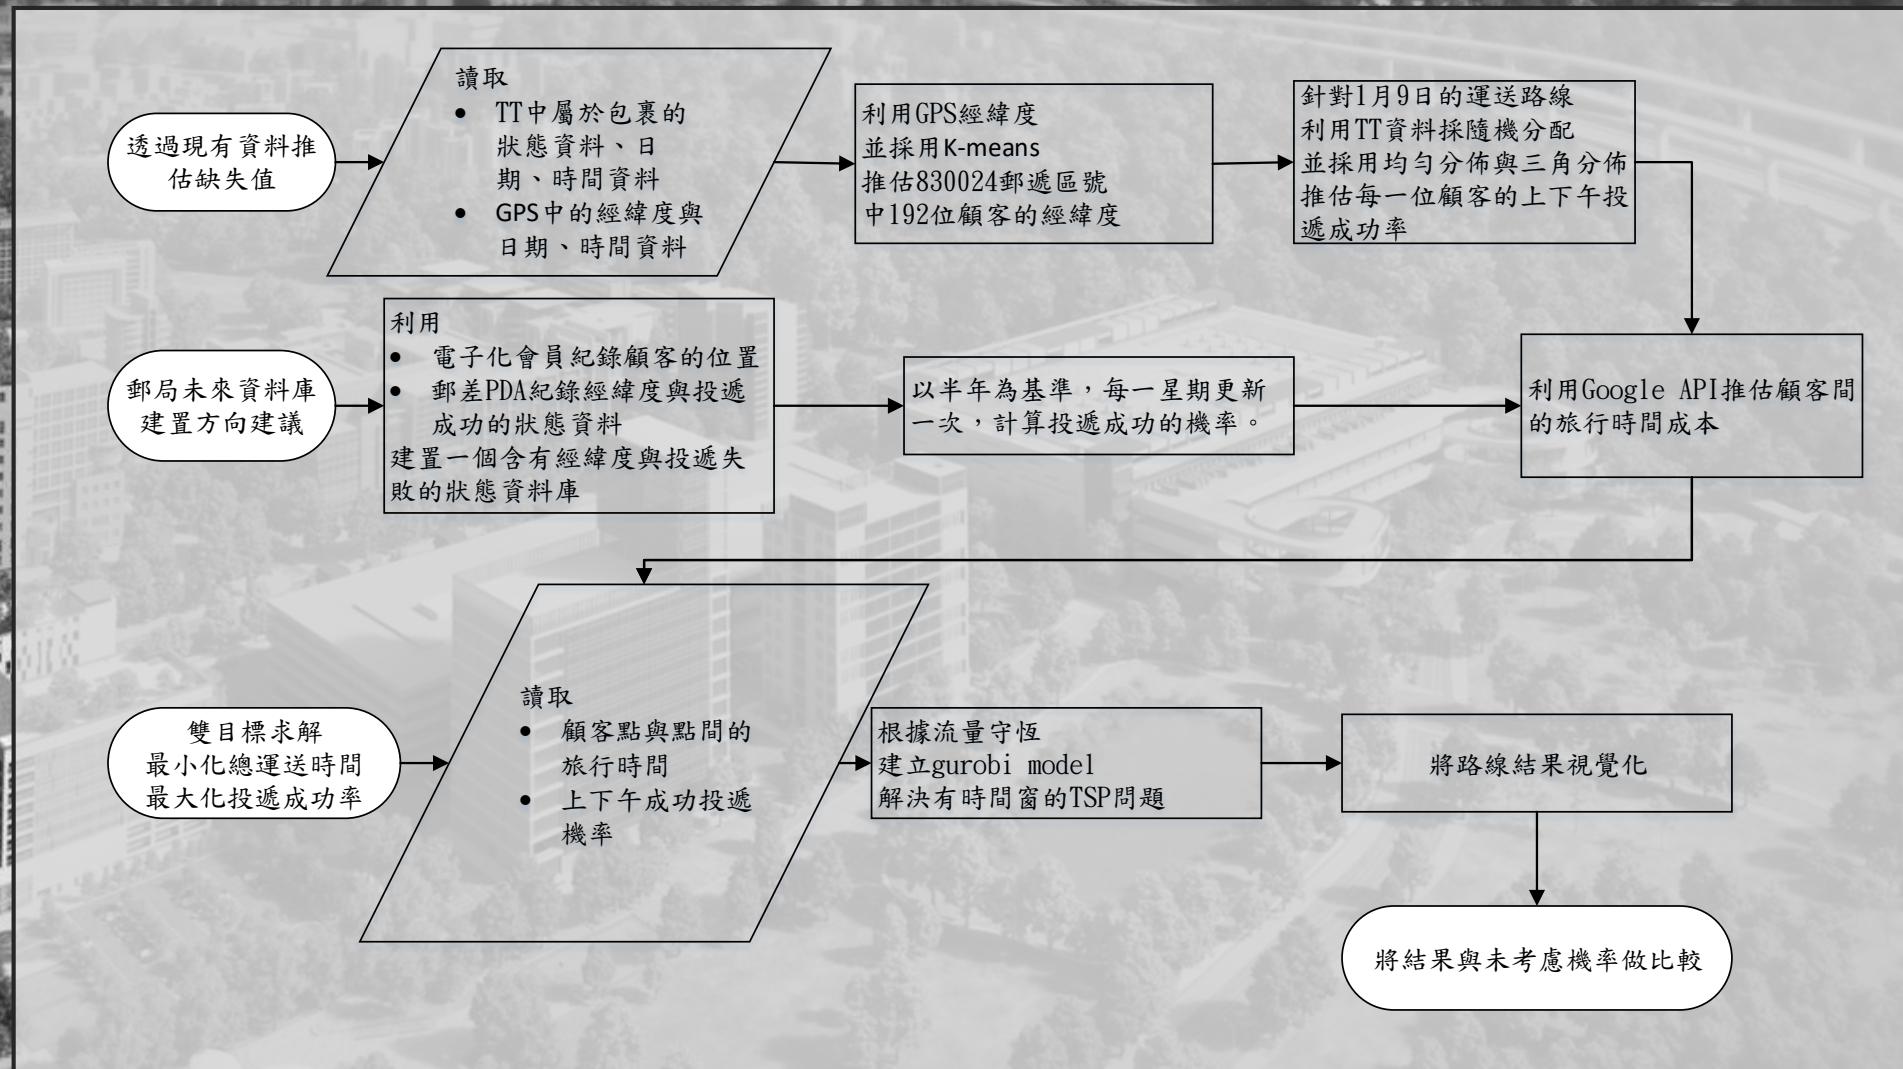 透過現有資料推
估缺失值
讀取
• TT中屬於包裹的
狀態資料、日
期、時間資料
• GPS中的經緯度與
日期、時間資料
利用GPS經緯度
並採用K-means
推估830024郵遞區號
中192位顧客的經緯度
針對1月9日的運送路線
利用TT資料採隨機分配
並採用均勻分佈與三角分佈
推估每一位顧客的上下午投
遞成功率
郵局未來資料庫
建置方向建議
利用
• 電子化會員紀錄顧客的位置
• 郵差PDA紀錄經緯度與投遞
成功的狀態資料
建置一個含有經緯度與投遞失
敗的狀態資料庫
以半年為基準，每一星期更新
一次，計算投遞成功的機率。
利用Google API推估顧客間
的旅行時間成本
雙目標求解
最小化總運送時間
最大化投遞成功率
讀取
• 顧客點與點間的
旅行時間
• 上下午成功投遞
機率
根據流量守恆
建立gurobi model
解決有時間窗的TSP問題
將路線結果視覺化
將結果與未考慮機率做比較